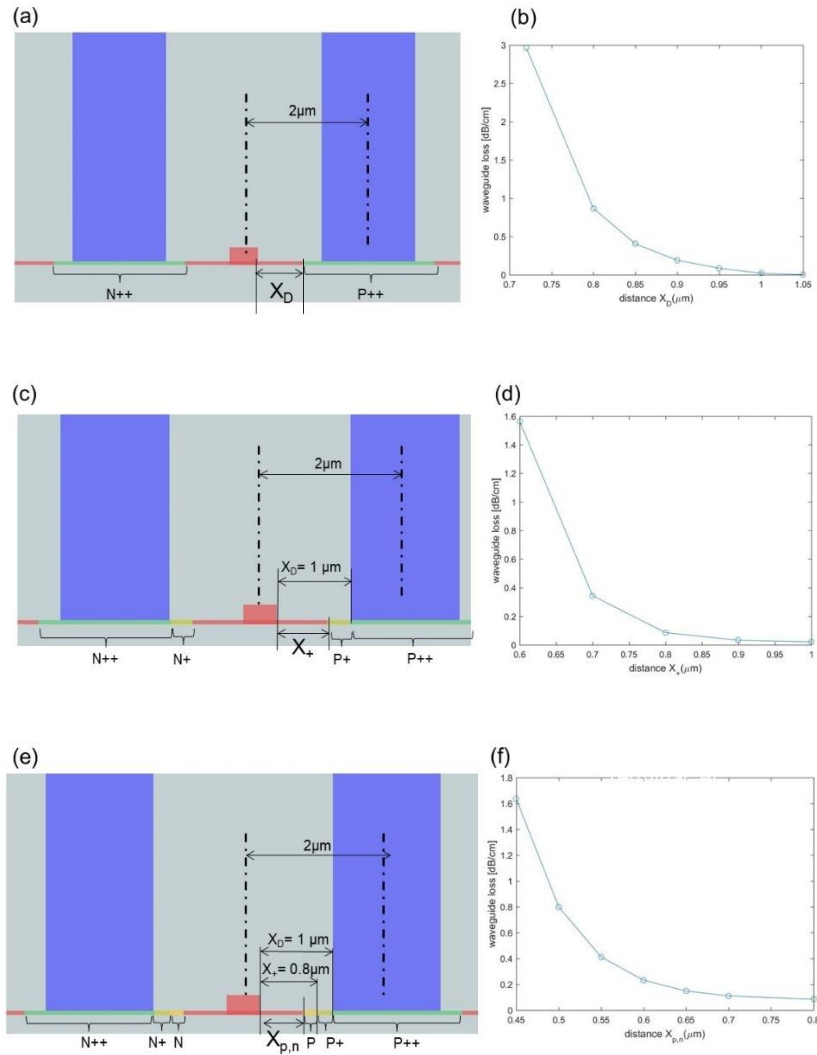 (a)
2μm
X_D
N++
P++
(b)
3
2.5
2
1.5
1
0.5
0
0.7
0.75
0.8
0.85
0.9
0.95
1
1.05
waveguide loss [dB/cm]
distance X_D(μm)
(c)
2μm
X_D= 1 μm
X_+
N++
N+
P+
P++
(d)
1.6
1.4
1.2
1
0.8
0.6
0.4
0.2
0
0.6
0.65
0.7
0.75
0.8
0.85
0.9
0.95
1
waveguide loss [dB/cm]
distance X_+(μm)
(e)
2μm
X_D= 1 μm
X_+= 0.8μm
X_p,n
N++
N+
N
P
P+
P++
(f)
1.8
1.6
1.4
1.2
1
0.8
0.6
0.4
0.2
0
0.45
0.5
0.55
0.6
0.65
0.7
0.75
0.8
waveguide loss [dB/cm]
distance X_p,n(μm)